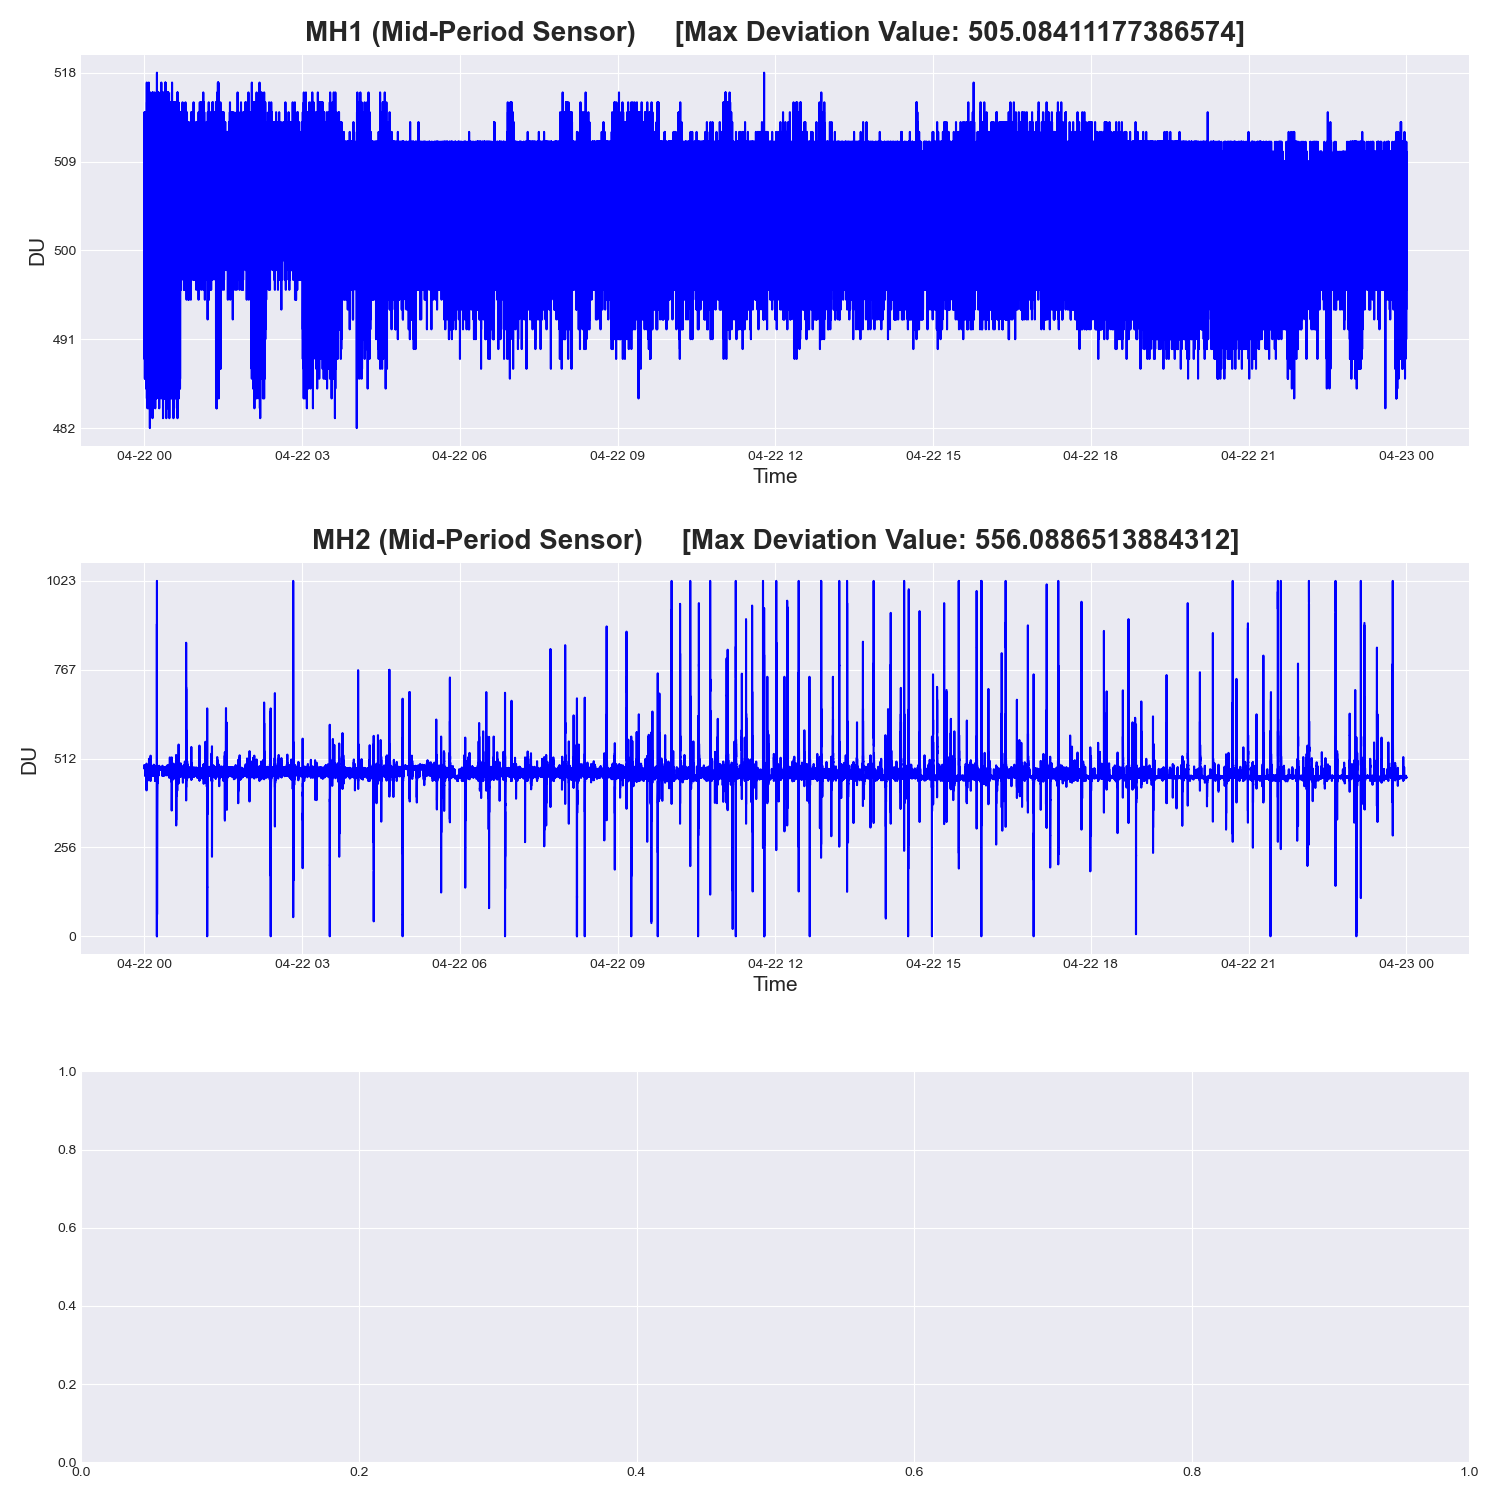 MH1 (Mid-Period Sensor) [Max Deviation Value: 505.08411177386574]
518
509
500
491
482
DU
04-22 00 04-22 03 04-22 06 04-22 09 04-22 12 04-22 15 04-22 18 04-22 21 04-23 00
Time
MH2 (Mid-Period Sensor) [Max Deviation Value: 556.0886513884312]
1023
767
512
256
0
DU
04-22 00 04-22 03 04-22 06 04-22 09 04-22 12 04-22 15 04-22 18 04-22 21 04-23 00
Time
1.0
0.8
0.6
0.4
0.2
0.0
0.0 0.2 0.4 0.6 0.8 1.0